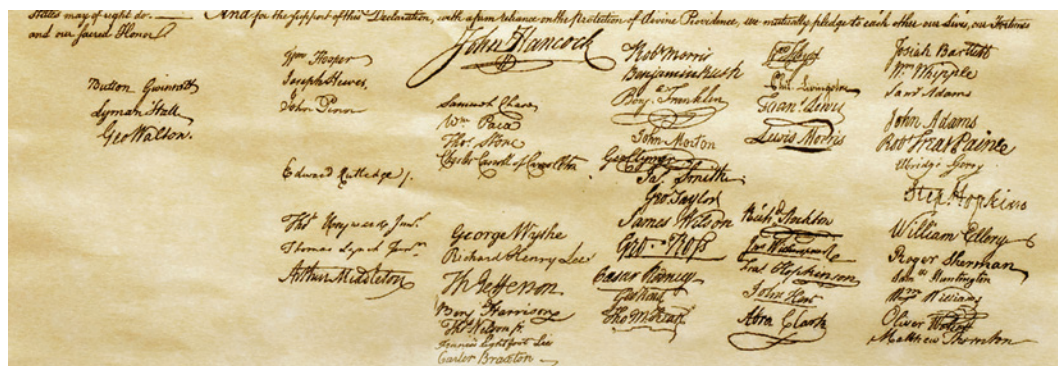 States may of right do. — And for the support of this Declaration, with a firm reliance on the protection of divine Providence, we mutually pledge to each other our Lives, our Fortunes
and our sacred Honor.
Button Gwinnett
Lyman Hall
Geo Walton.
Wm Hooper
Joseph Hewes,
John Penn
Edward Rutledge /.
Thos Heyward Junr.
Thomas Lynch Junr.
Arthur Middleton
John Hancock
Samuel Chase
Wm Paca
Thos. Stone
Charles Carroll of Carrollton
George Wythe
Richard Henry Lee
Th Jefferson
Benj Harrison
Thos Nelson jr.
Francis Lightfoot Lee
Carter Braxton
Robt Morris
Benjamin Rush
Benj. Franklin
John Morton
Geo Clymer
Jas. Smith
Geo Taylor
James Wilson
Geo. Ross
Caesar Rodney
Geo Read
Tho M:Kean
Phil. Livingston
Frans. Lewis
Lewis Morris
Richd. Stockton
Jno Witherspoon
Fras. Hopkinson
John Hart
Abra Clark
Josiah Bartlett
Wm. Whipple
Saml. Adams
John Adams
Robt Treat Paine
Elbridge Gerry
Step. Hopkins
William Ellery
Roger Sherman
Samel Huntington
Wm. Williams
Oliver Wolcott
Matthew Thornton